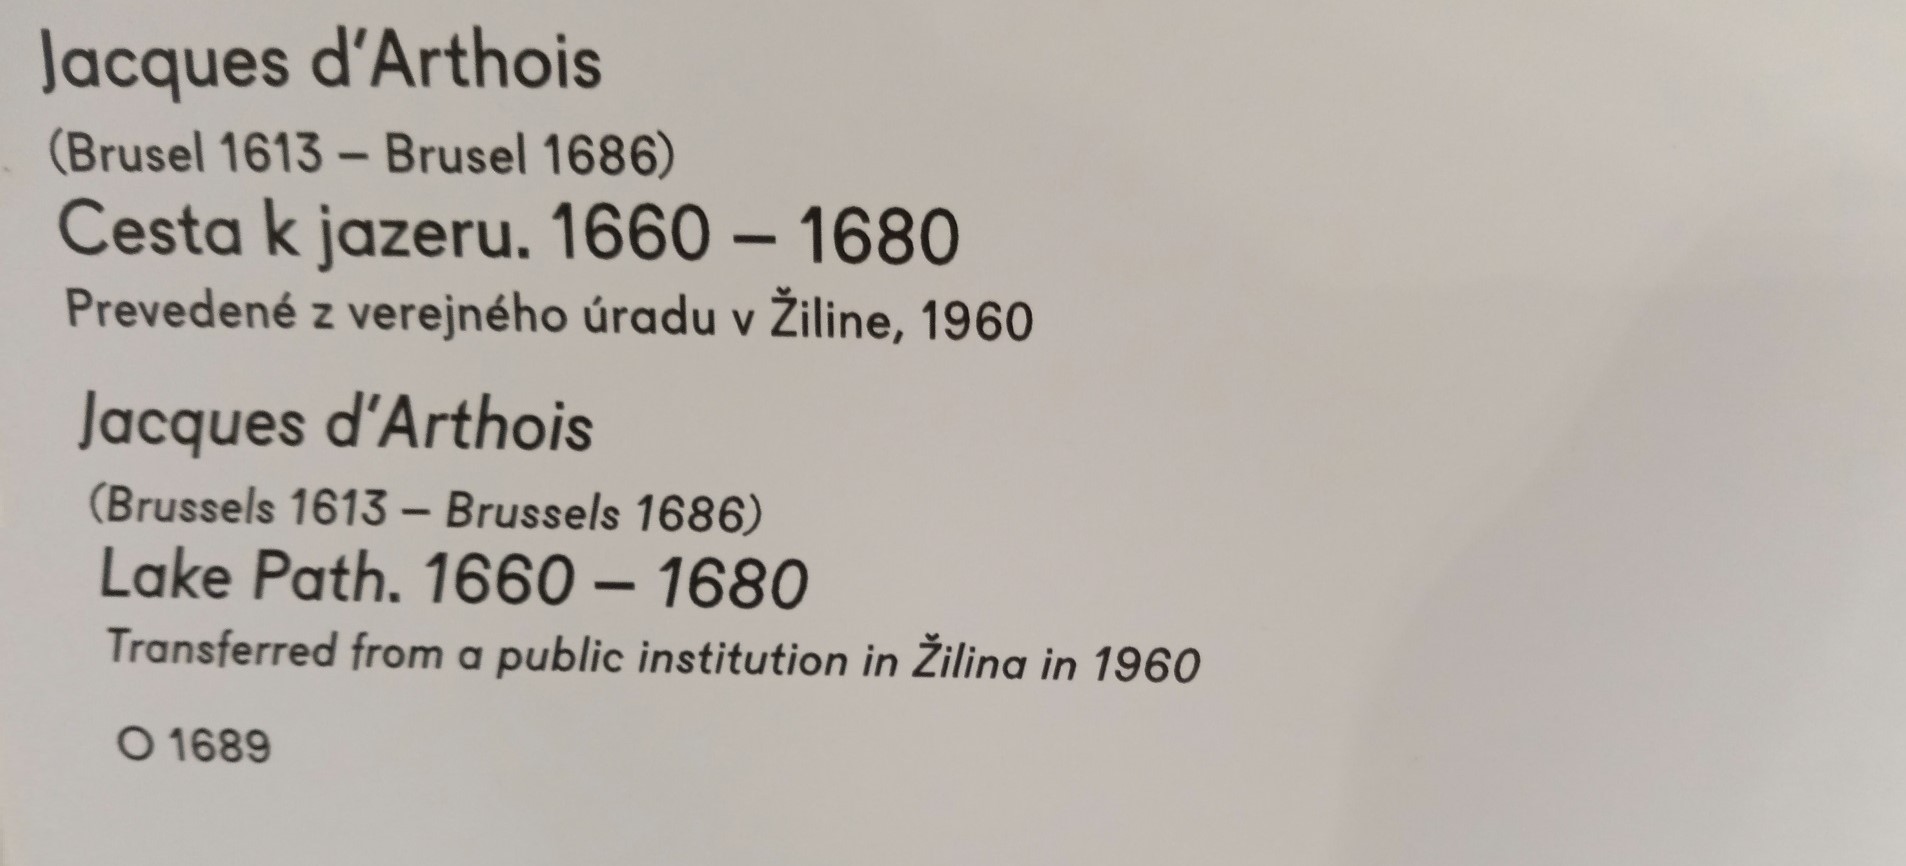 Jacques d'Arthois
(Brusel 1613 – Brusel 1686)
Cesta k jazeru. 1660 – 1680
Prevedené z verejného úradu v Žiline, 1960
Jacques d'Arthois
(Brussels 1613 – Brussels 1686)
Lake Path. 1660 – 1680
Transferred from a public institution in Žilina in 1960
O 1689